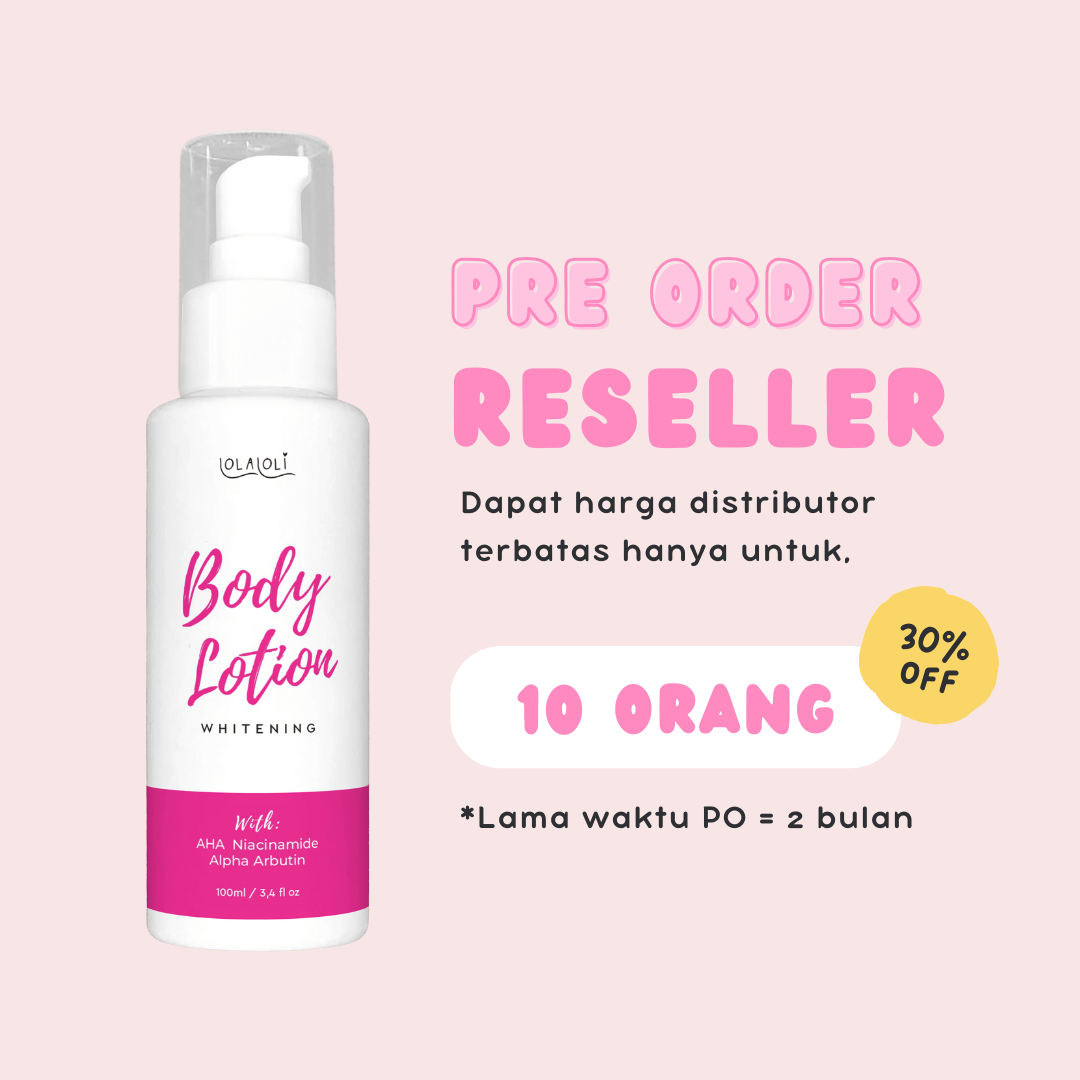 LOLALOLI
Body
Lotion
WHITENING
With:
AHA Niacinamide
Alpha Arbutin
100ml / 3,4 fl oz
PRE ORDER
RESELLER
Dapat harga distributor
terbatas hanya untuk,
30%
OFF
10 ORANG
*Lama waktu PO = 2 bulan